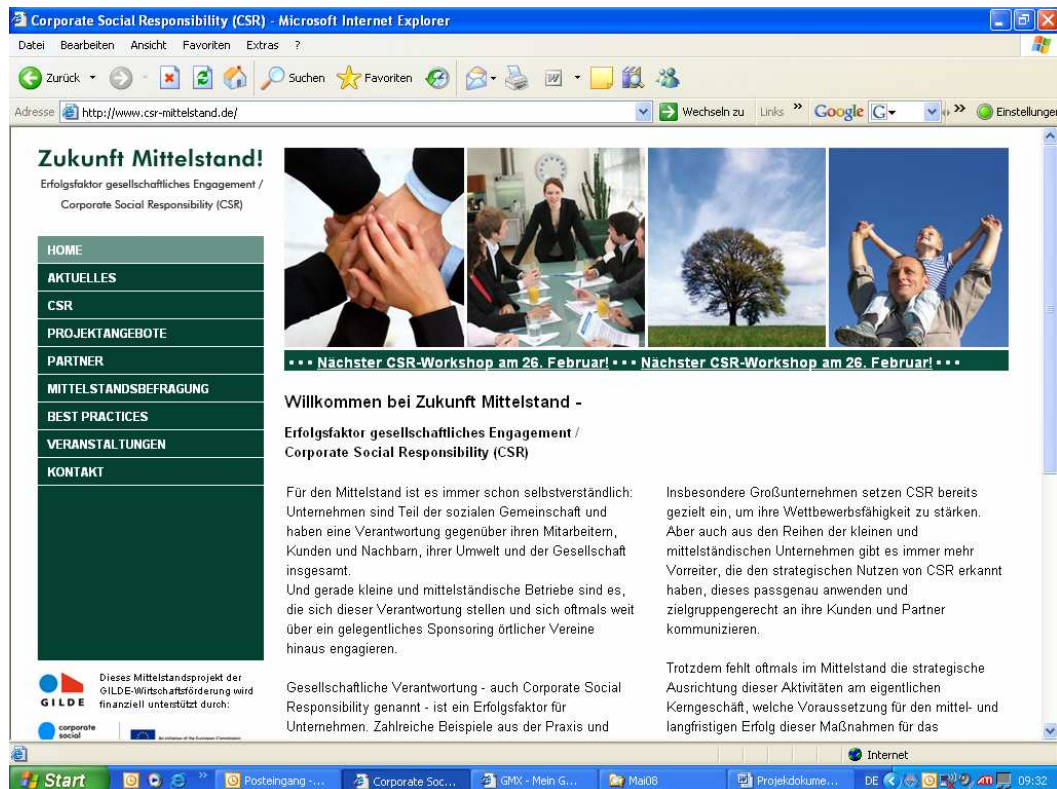 Corporate Social Responsibility (CSR) - Microsoft Internet Explorer
Datei Bearbeiten Ansicht Favoriten Extras ?
Zurück Suchen Favoriten
Adresse http://www.csr-mittelstand.de/ Wechseln zu Links » Google G » Einstellunge
Zukunft Mittelstand!
Erfolgsfaktor gesellschaftliches Engagement /
Corporate Social Responsibility (CSR)
HOME
AKTUELLES
CSR
PROJEKTANGEBOTE
PARTNER
MITTELSTANDSBEFRAGUNG
BEST PRACTICES
VERANSTALTUNGEN
KONTAKT
Dieses Mittelstandsprojekt der
GILDE-Wirtschaftsförderung wird
finanziell unterstützt durch:
GILDE
corporate
social
An initiative of the European Commission
▪ ▪ ▪ Nächster CSR-Workshop am 26. Februar! ▪ ▪ ▪ Nächster CSR-Workshop am 26. Februar! ▪ ▪ ▪
Willkommen bei Zukunft Mittelstand -
Erfolgsfaktor gesellschaftliches Engagement /
Corporate Social Responsibility (CSR)
Für den Mittelstand ist es immer schon selbstverständlich:
Unternehmen sind Teil der sozialen Gemeinschaft und
haben eine Verantwortung gegenüber ihren Mitarbeitern,
Kunden und Nachbarn, ihrer Umwelt und der Gesellschaft
insgesamt.
Und gerade kleine und mittelständische Betriebe sind es,
die sich dieser Verantwortung stellen und sich oftmals weit
über ein gelegentliches Sponsoring örtlicher Vereine
hinaus engagieren.
Gesellschaftliche Verantwortung - auch Corporate Social
Responsibility genannt - ist ein Erfolgsfaktor für
Unternehmen. Zahlreiche Beispiele aus der Praxis und
Insbesondere Großunternehmen setzen CSR bereits
gezielt ein, um ihre Wettbewerbsfähigkeit zu stärken.
Aber auch aus den Reihen der kleinen und
mittelständischen Unternehmen gibt es immer mehr
Vorreiter, die den strategischen Nutzen von CSR erkannt
haben, dieses passgenau anwenden und
zielgruppengerecht an ihre Kunden und Partner
kommunizieren.
Trotzdem fehlt oftmals im Mittelstand die strategische
Ausrichtung dieser Aktivitäten am eigentlichen
Kerngeschäft, welche Voraussetzung für den mittel- und
langfristigen Erfolg dieser Maßnahmen für das
Internet
Start » Posteingang -... Corporate Soc... GMX - Mein G... Mai08 Projekdokume... DE 09:32